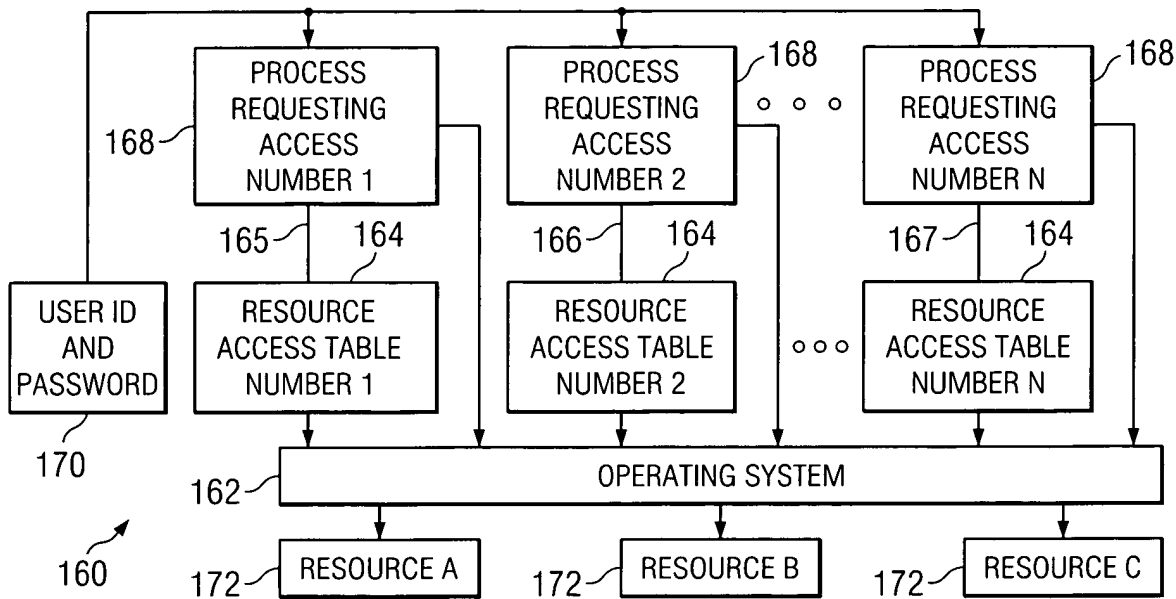 PROCESS
REQUESTING
ACCESS
NUMBER 1
168
PROCESS
REQUESTING
ACCESS
NUMBER 2
168
PROCESS
REQUESTING
ACCESS
NUMBER N
168
165
164
166
164
167
164
USER ID
AND
PASSWORD
170
RESOURCE
ACCESS TABLE
NUMBER 1
RESOURCE
ACCESS TABLE
NUMBER 2
RESOURCE
ACCESS TABLE
NUMBER N
162
OPERATING SYSTEM
160
172
RESOURCE A
172
RESOURCE B
172
RESOURCE C